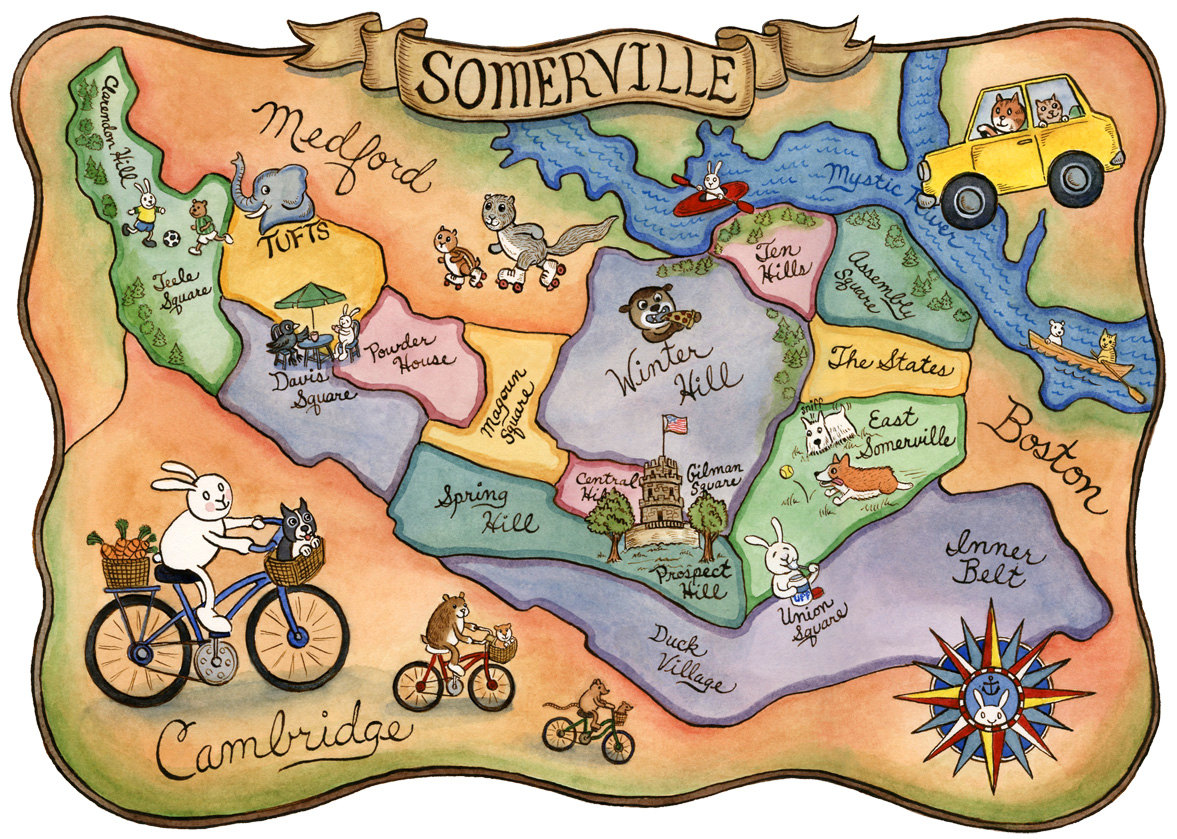 SOMERVILLE
Medford
Clarendon Hill
Mystic River
TUFTS
Ten
Hills
Assembly
Square
Teele
Square
Powder
House
Davis
Square
Winter
Hill
The States
Magoun
Square
sniff
East
Somerville
Boston
Central
Hill
Gilman
Square
Spring
Hill
Inner
Belt
Prospect
Hill
UFF
Union
Square
Duck
Village
Cambridge